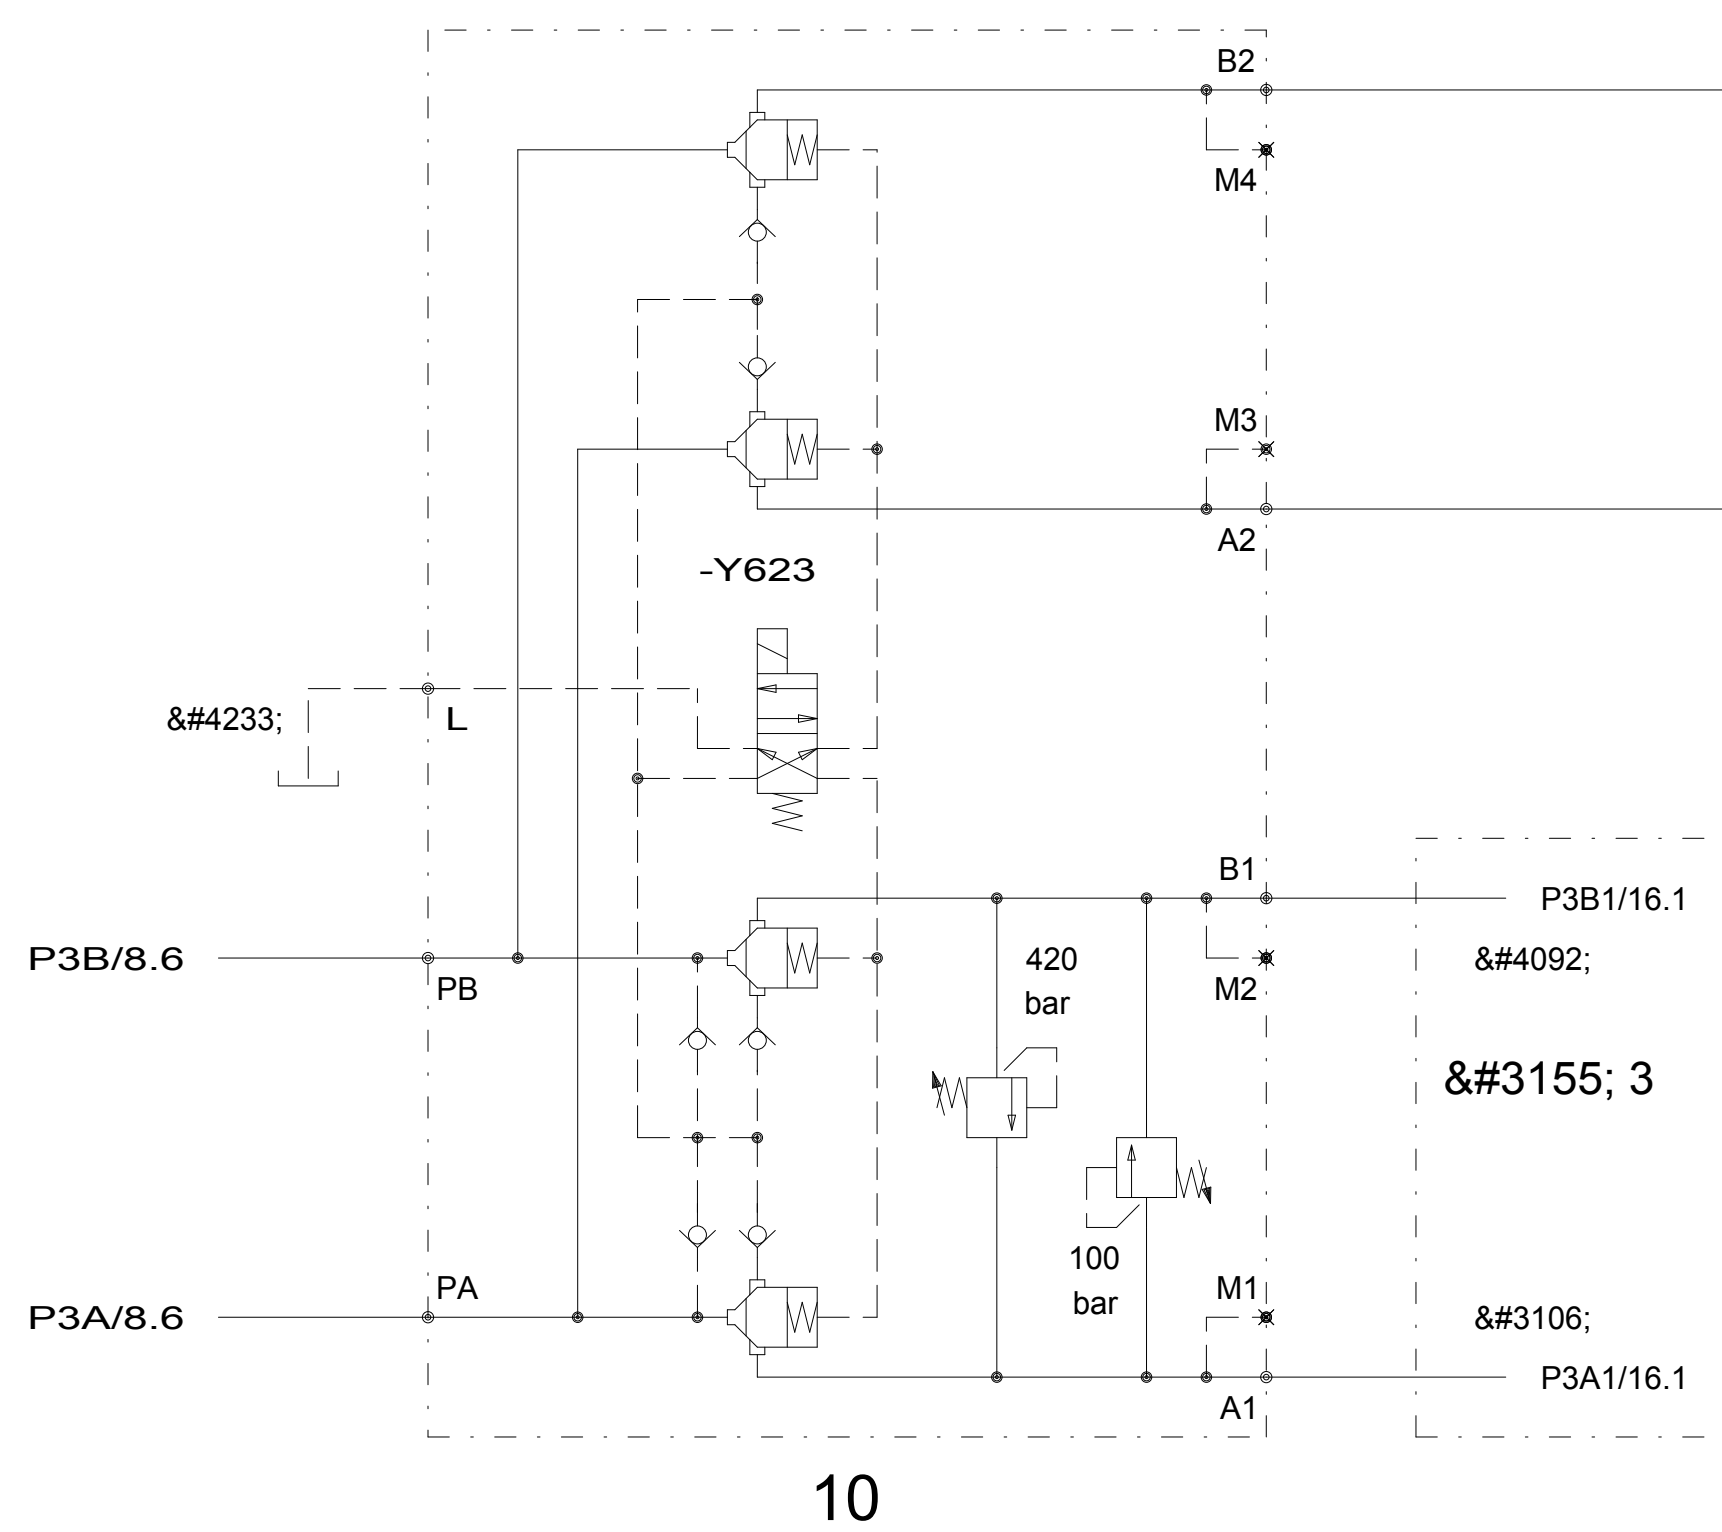 B2
M4
M3
A2
-Y623
&#4233;
L
B1
P3B1/16.1
P3B/8.6
PB
420
bar
M2
&#4092;
&#3155; 3
100
bar
PA
M1
P3A/8.6
&#3106;
P3A1/16.1
A1
10